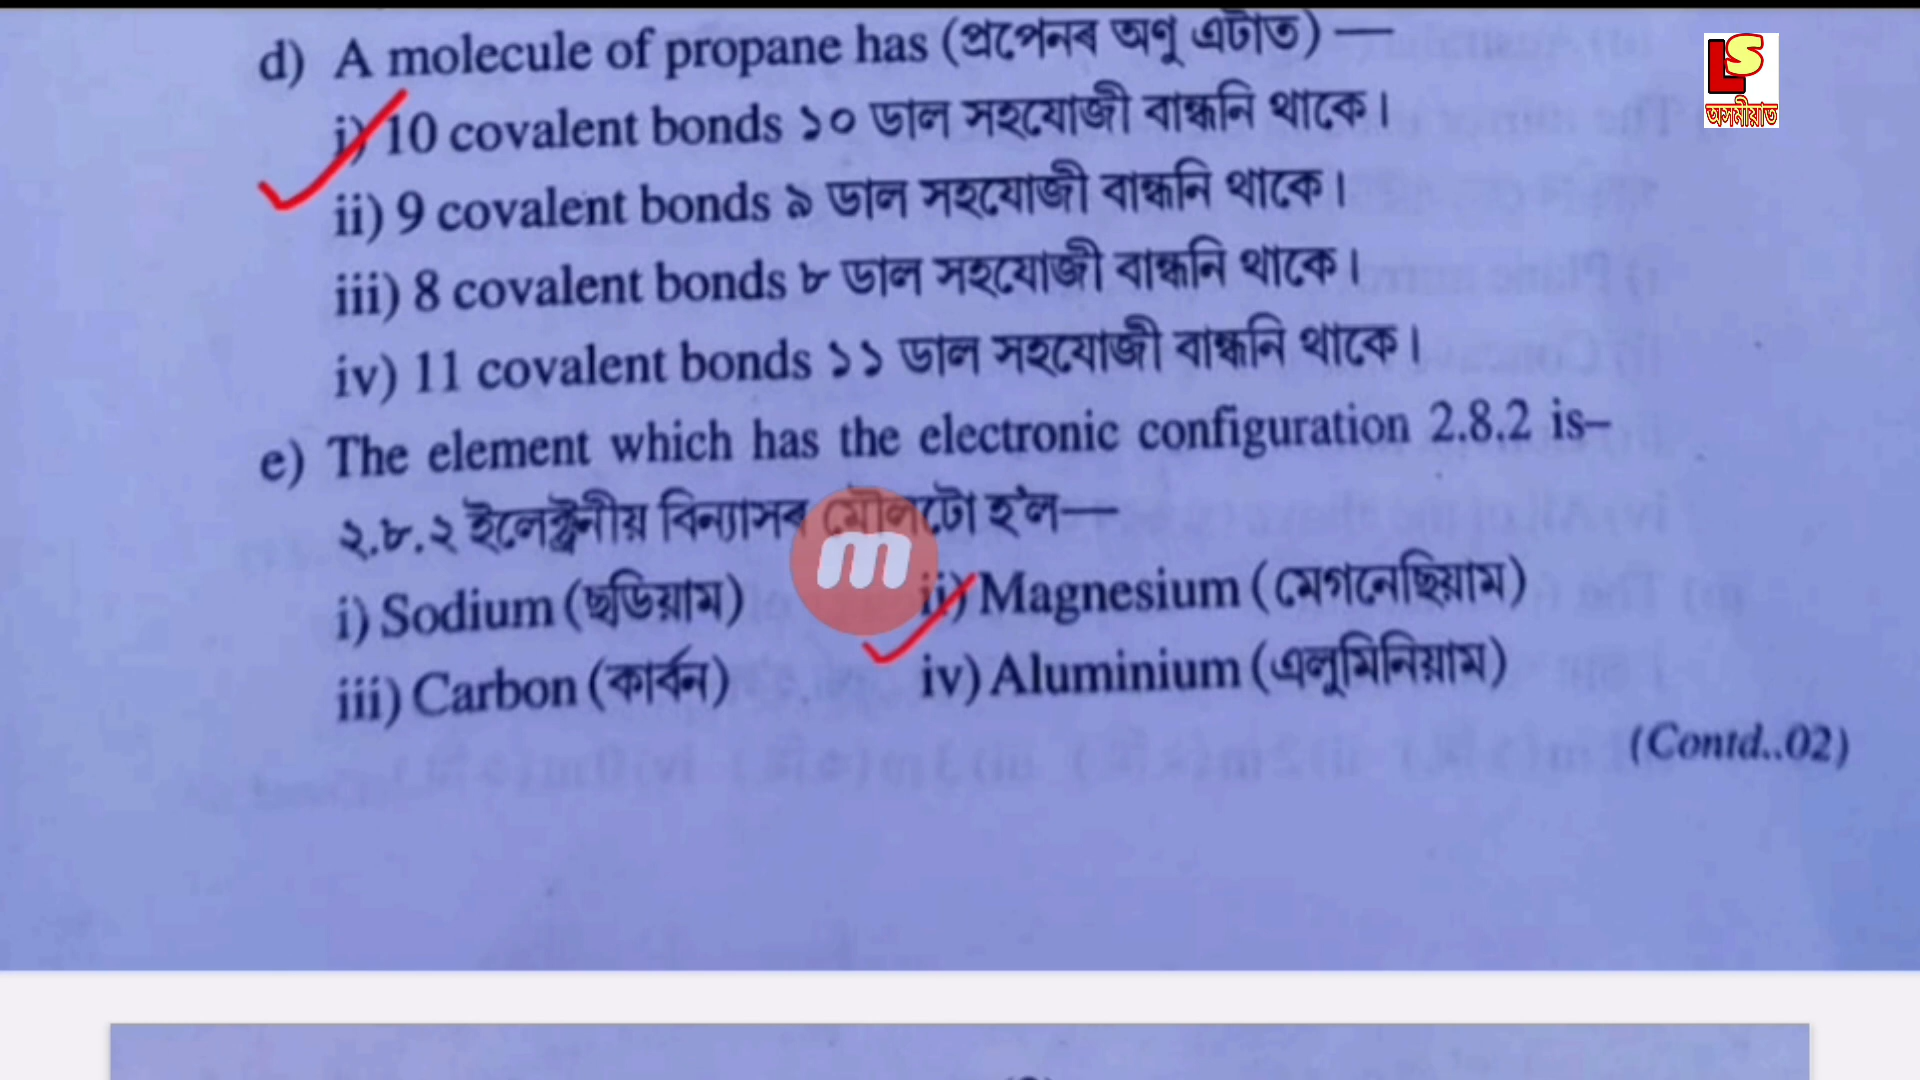 d) A molecule of propane has (প্ৰপেনৰ অণু এটাত) —
i) 10 covalent bonds ১০ ডাল সহযোজী বান্ধনি থাকে।
ii) 9 covalent bonds ৯ ডাল সহযোজী বান্ধনি থাকে।
iii) 8 covalent bonds ৮ ডাল সহযোজী বান্ধনি থাকে।
iv) 11 covalent bonds ১১ ডাল সহযোজী বান্ধনি থাকে।
e) The element which has the electronic configuration 2.8.2 is–
২.৮.২ ইলেক্ট্ৰনীয় বিন্যাসৰ মৌলটো হ'ল—
i) Sodium (ছডিয়াম) ii) Magnesium (মেগনেছিয়াম)
iii) Carbon (কাৰ্বন) iv) Aluminium (এলুমিনিয়াম)
(Contd..02)
LS
অসমীয়াত
m